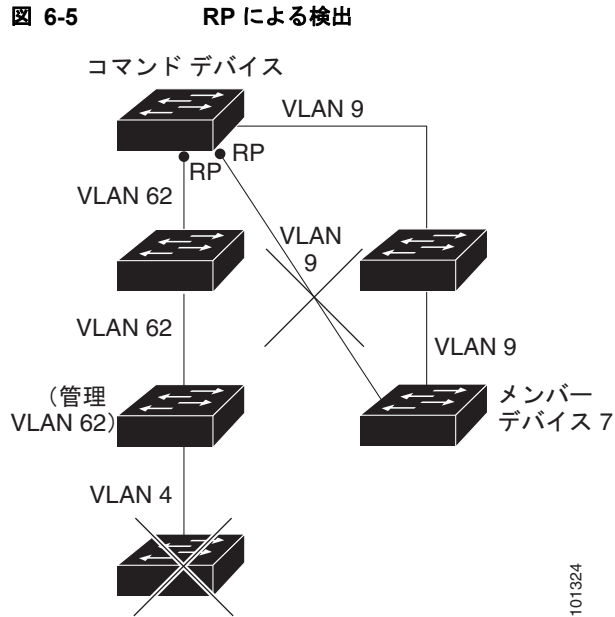 図 6-5 RP による検出
コマンド デバイス
VLAN 9
RP
RP
VLAN 62
VLAN
9
VLAN 62
VLAN 9
（管理
VLAN 62）
メンバー
デバイス 7
VLAN 4
101324